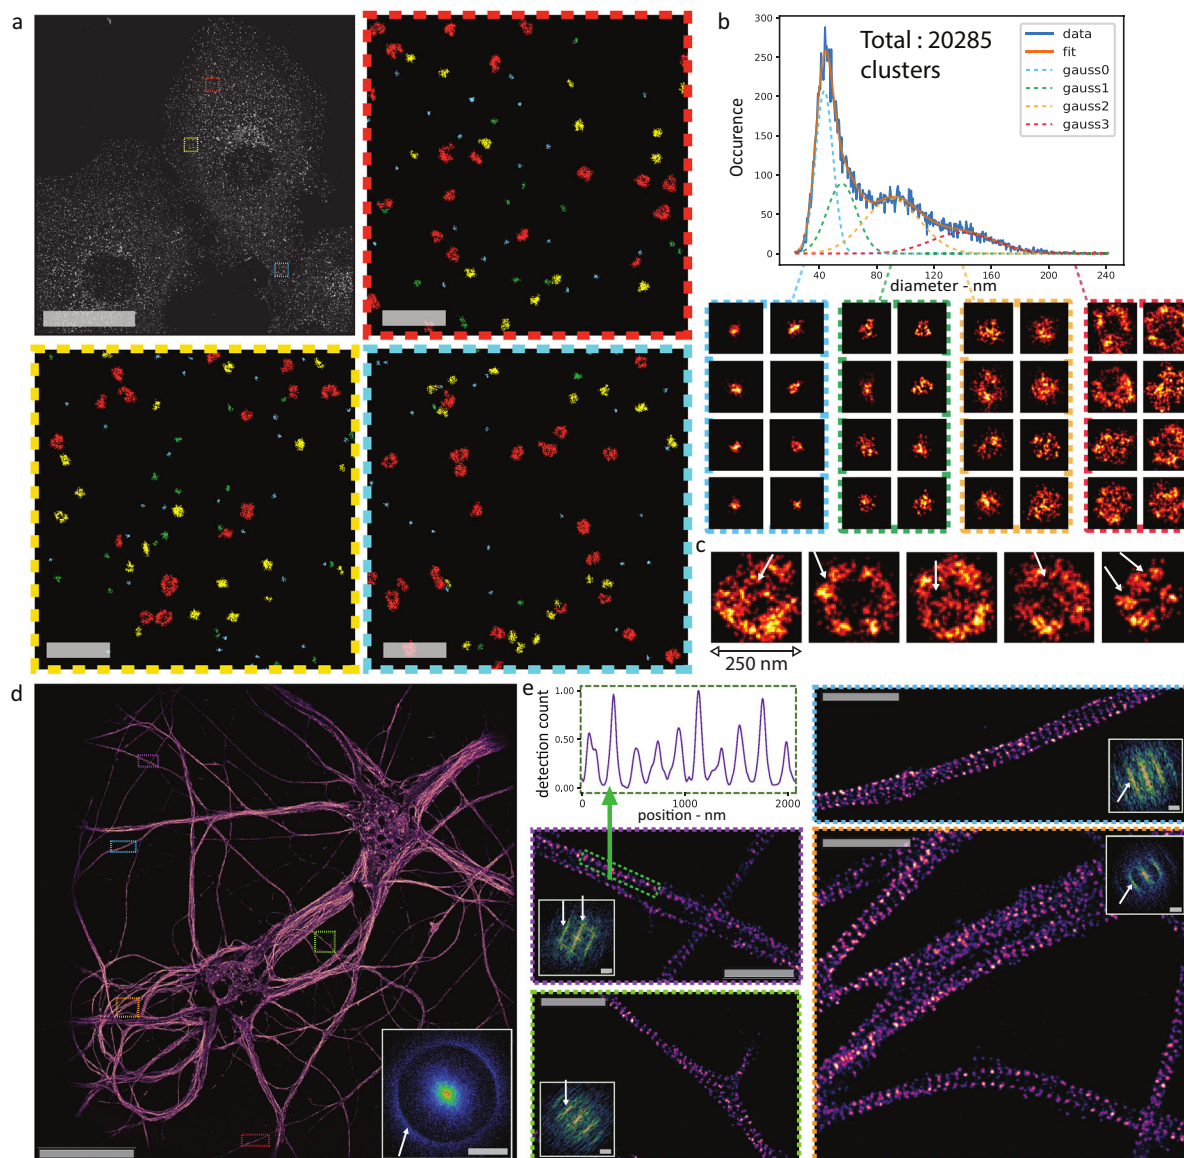 a
b
300
250
200
150
100
50
0
Occurence
Total : 20285
clusters
data
fit
gauss0
gauss1
gauss2
gauss3
40
80
120
160
200
240
diameter - nm
c
250 nm
d
e
1.00
0.50
0.00
detection count
0
1000
2000
position - nm